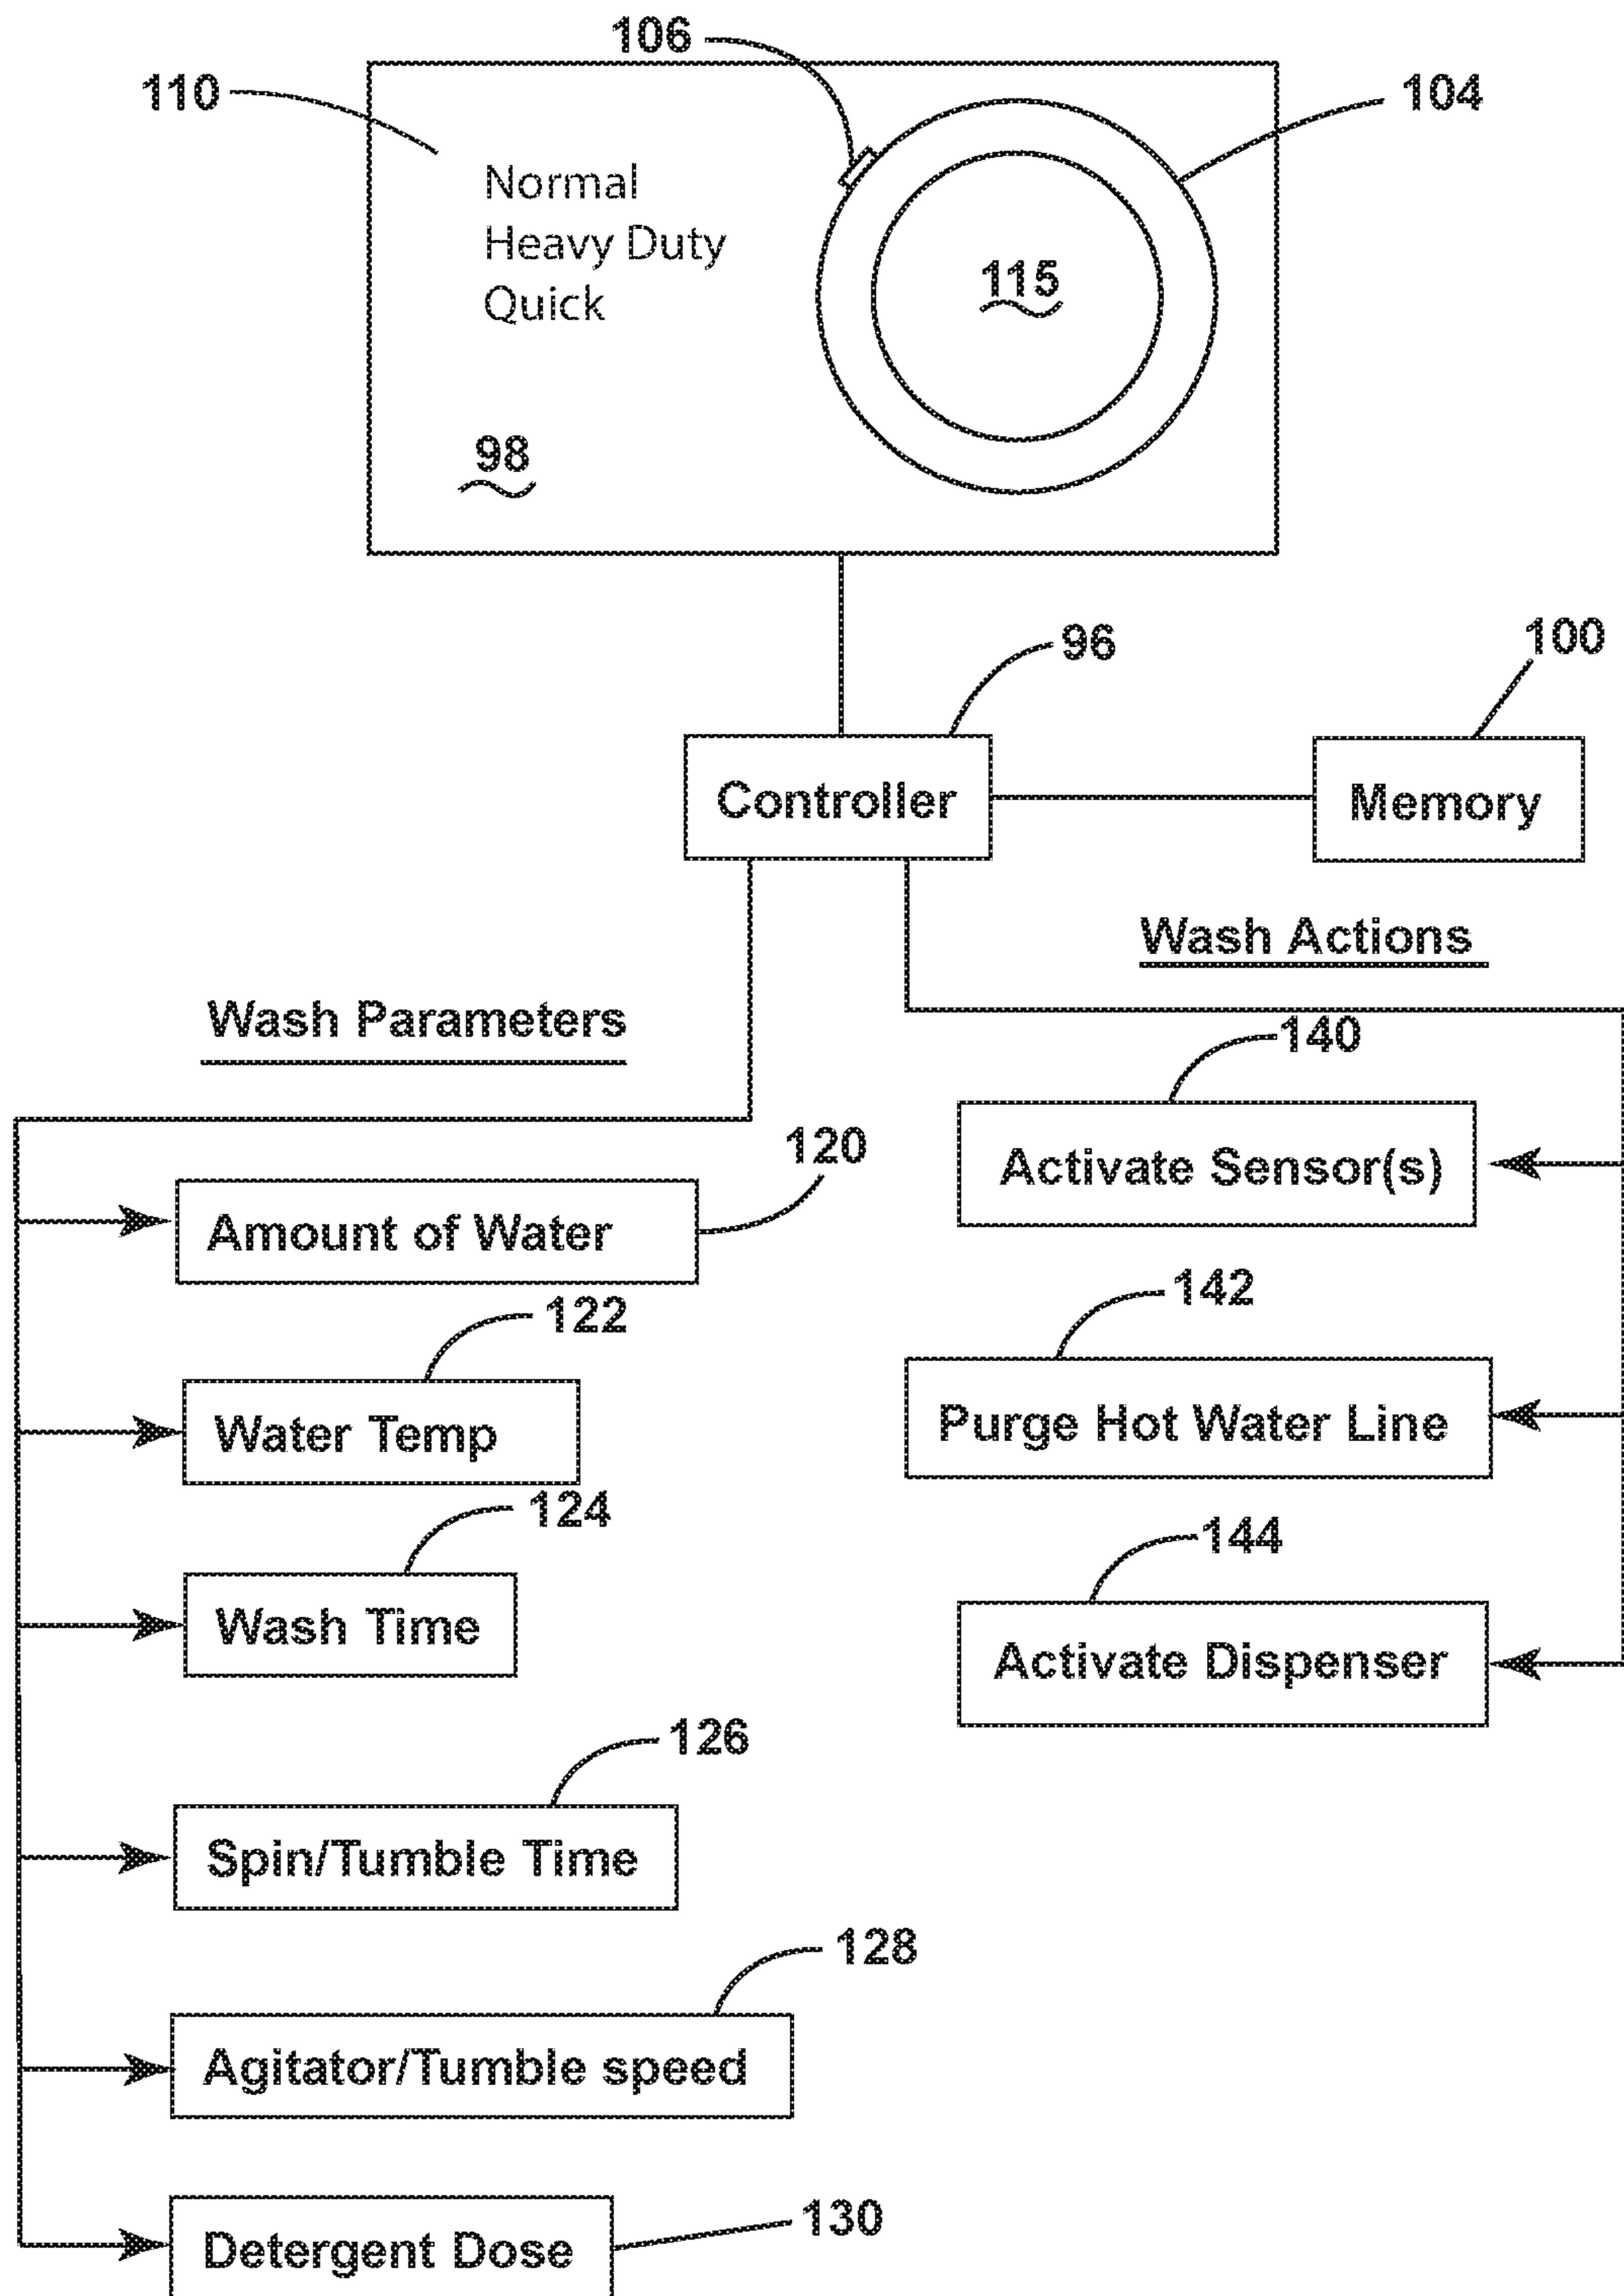 106
110
104
Normal
Heavy Duty
Quick
115
98
96
100
Controller
Memory
Wash Actions
Wash Parameters
140
Activate Sensor(s)
120
Amount of Water
142
Purge Hot Water Line
122
Water Temp
124
Wash Time
144
Activate Dispenser
126
Spin/Tumble Time
128
Agitator/Tumble speed
130
Detergent Dose